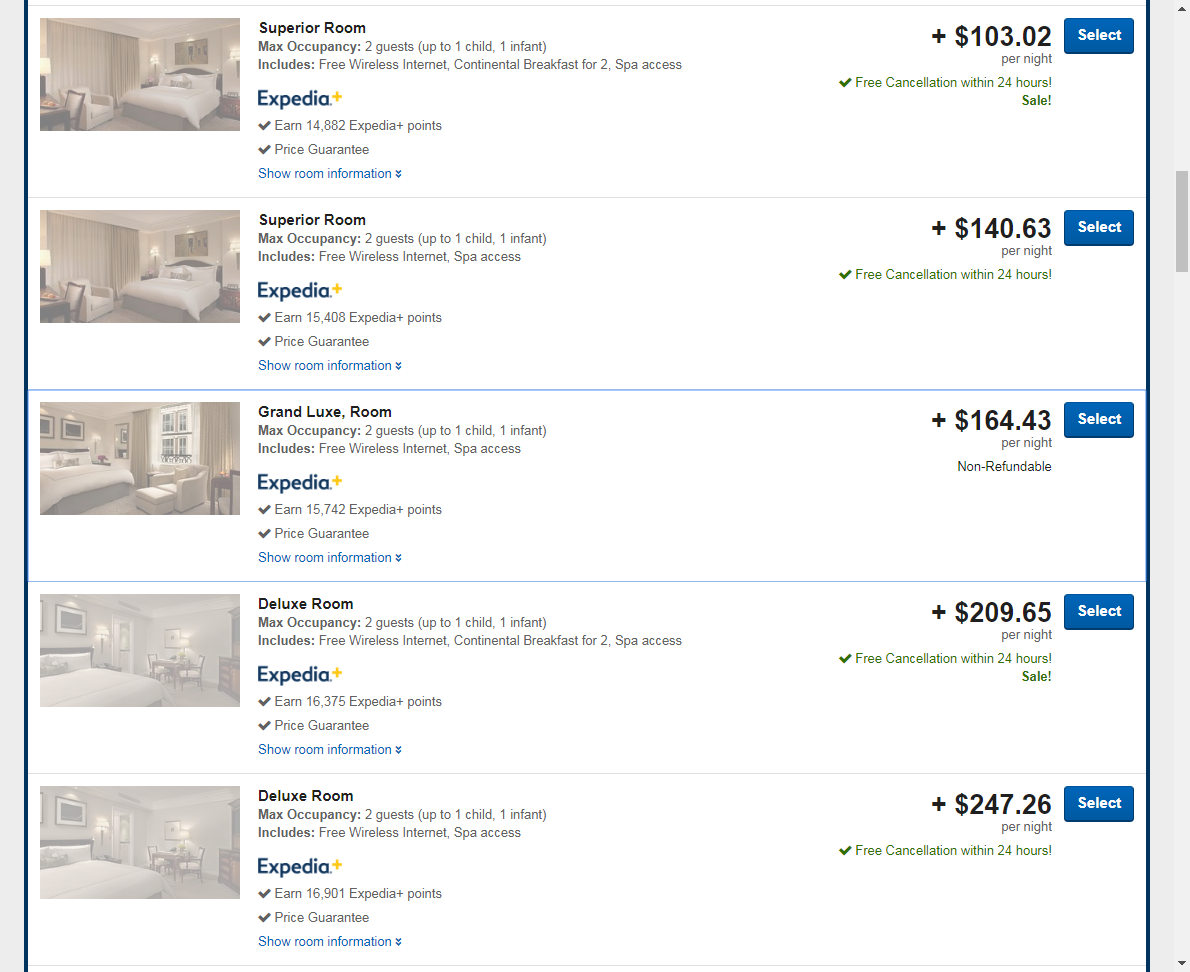 Superior Room
Max Occupancy: 2 guests (up to 1 child, 1 infant)
Includes: Free Wireless Internet, Continental Breakfast for 2, Spa access
Expedia+
Earn 14,882 Expedia+ points
Price Guarantee
Show room information
+ $103.02
per night
Free Cancellation within 24 hours!
Sale!
Select
Superior Room
Max Occupancy: 2 guests (up to 1 child, 1 infant)
Includes: Free Wireless Internet, Spa access
Expedia+
Earn 15,408 Expedia+ points
Price Guarantee
Show room information
+ $140.63
per night
Free Cancellation within 24 hours!
Select
Grand Luxe, Room
Max Occupancy: 2 guests (up to 1 child, 1 infant)
Includes: Free Wireless Internet, Spa access
Expedia+
Earn 15,742 Expedia+ points
Price Guarantee
Show room information
+ $164.43
per night
Non-Refundable
Select
Deluxe Room
Max Occupancy: 2 guests (up to 1 child, 1 infant)
Includes: Free Wireless Internet, Continental Breakfast for 2, Spa access
Expedia+
Earn 16,375 Expedia+ points
Price Guarantee
Show room information
+ $209.65
per night
Free Cancellation within 24 hours!
Sale!
Select
Deluxe Room
Max Occupancy: 2 guests (up to 1 child, 1 infant)
Includes: Free Wireless Internet, Spa access
Expedia+
Earn 16,901 Expedia+ points
Price Guarantee
Show room information
+ $247.26
per night
Free Cancellation within 24 hours!
Select